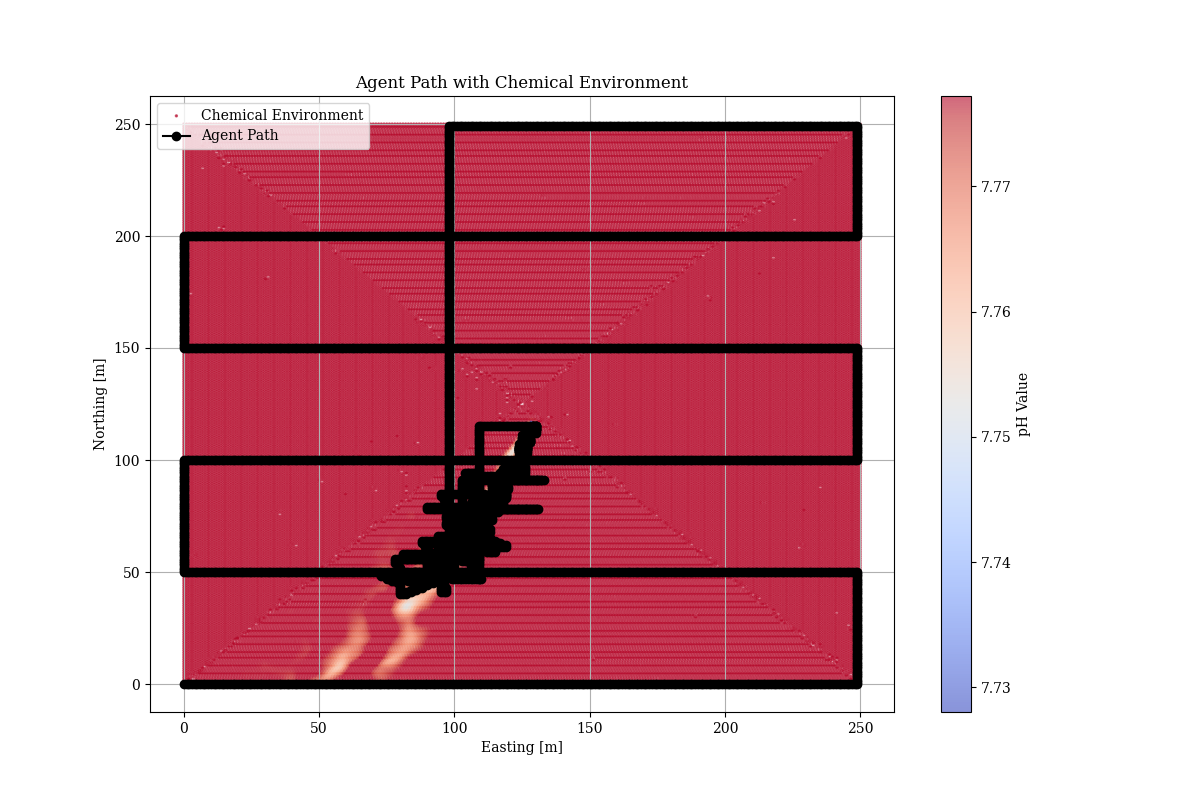 Agent Path with Chemical Environment
Chemical Environment
Agent Path
250
200
150
100
50
0
Northing [m]
0 50 100 150 200 250
Easting [m]
7.77
7.76
7.75
7.74
7.73
pH Value